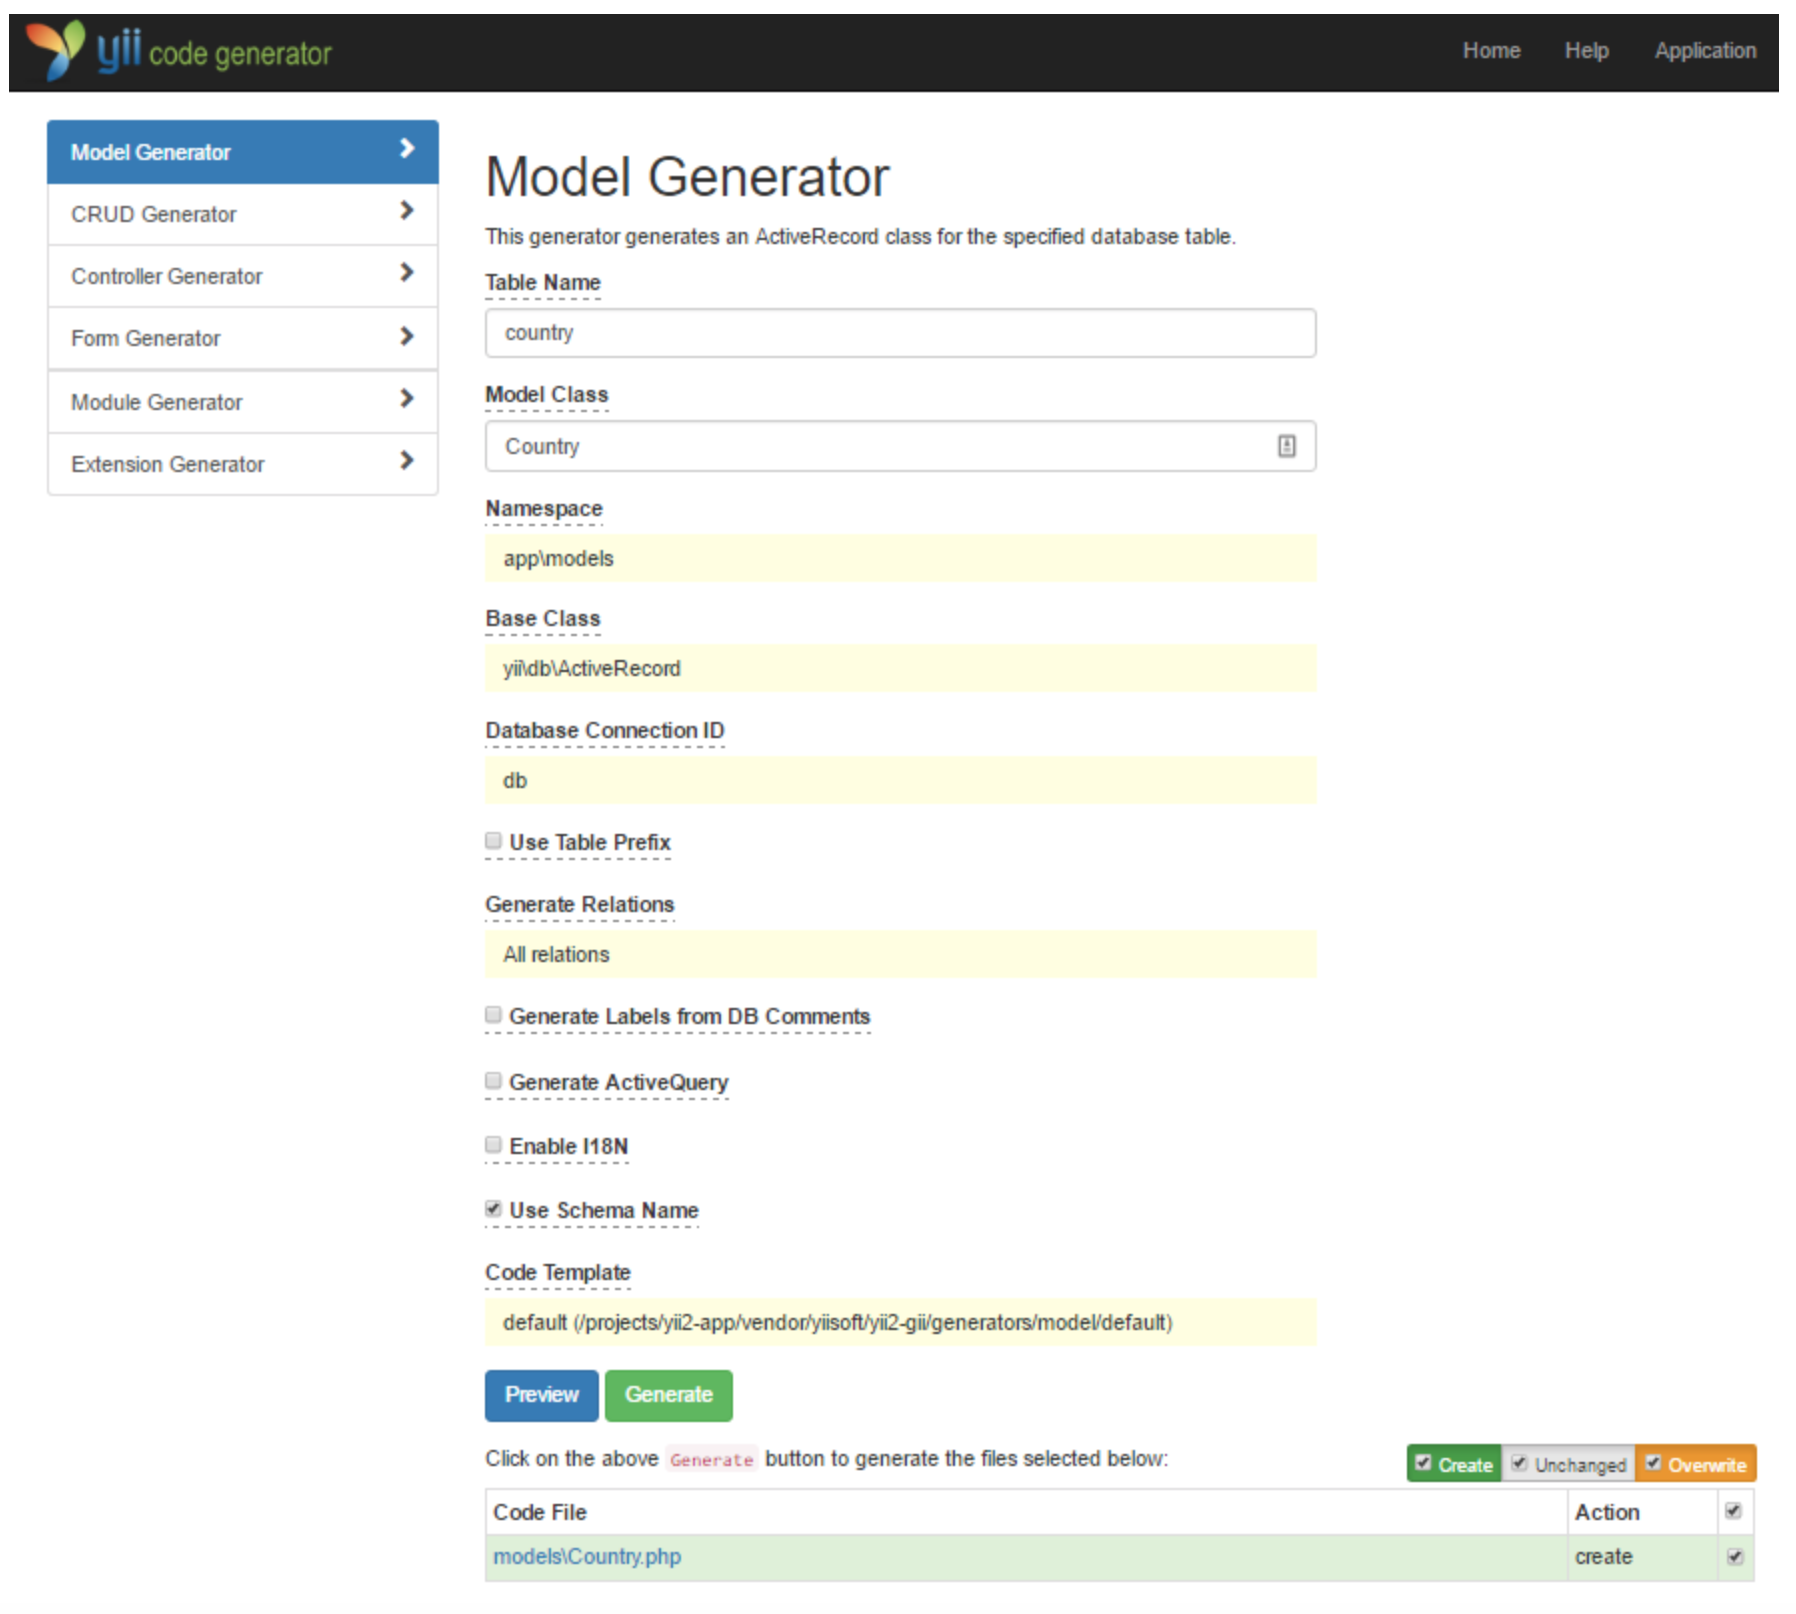 yii code generator
Home Help Application
Model Generator
CRUD Generator
Controller Generator
Form Generator
Module Generator
Extension Generator
Model Generator
This generator generates an ActiveRecord class for the specified database table.
Table Name
country
Model Class
Country
Namespace
app\models
Base Class
yii\db\ActiveRecord
Database Connection ID
db
Use Table Prefix
Generate Relations
All relations
Generate Labels from DB Comments
Generate ActiveQuery
Enable I18N
Use Schema Name
Code Template
default (/projects/yii2-app/vendor/yiisoft/yii2-gii/generators/model/default)
Preview Generate
Click on the above Generate button to generate the files selected below:
Create Unchanged Overwrite
Code File Action
models\Country.php create